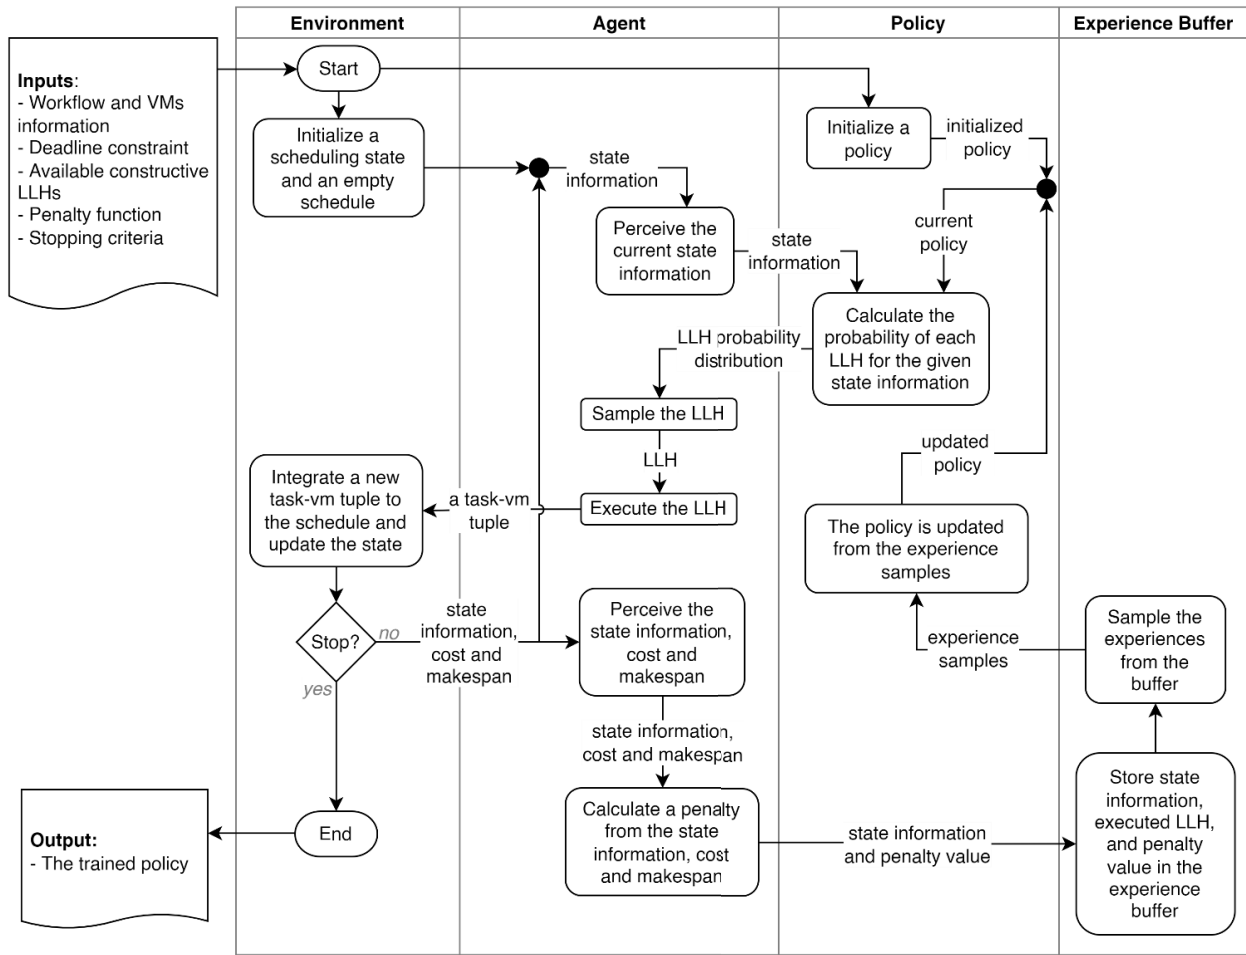 Environment
Agent
Policy
Experience Buffer
Inputs:
- Workflow and VMs
information
- Deadline constraint
- Available constructive
LLHs
- Penalty function
- Stopping criteria
Start
Initialize a
scheduling state
and an empty
schedule
state
information
Initialize a
policy
initialized
policy
Perceive the
current state
information
state
information
current
policy
Calculate the
probability of each
LLH for the given
state information
LLH probability
distribution
Sample the LLH
LLH
Execute the LLH
a task-vm
tuple
Integrate a new
task-vm tuple to
the schedule and
update the state
updated
policy
The policy is updated
from the experience
samples
Stop?
no
yes
state
information,
cost and
makespan
Perceive the
state information,
cost and
makespan
experience
samples
Sample the
experiences
from the
buffer
state information,
cost and makespan
Calculate a penalty
from the state
information, cost
and makespan
state information
and penalty value
Store state
information,
executed LLH,
and penalty
value in the
experience
buffer
End
Output:
- The trained policy